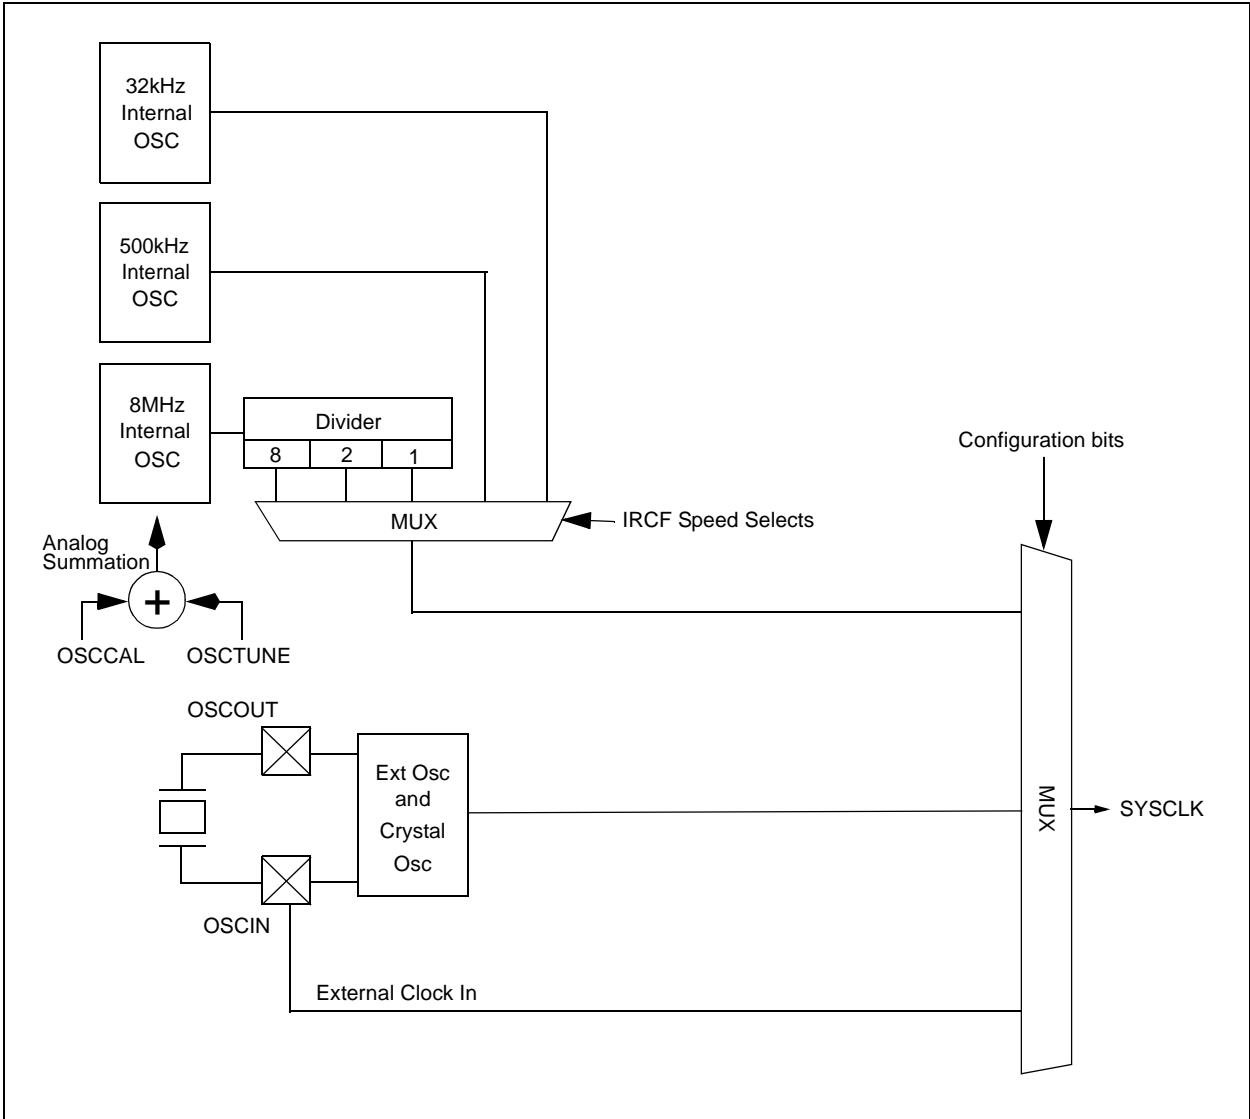 32kHz
Internal
OSC
500kHz
Internal
OSC
8MHz
Internal
OSC
Divider
8 2 1
MUX
IRCF Speed Selects
Configuration bits
Analog
Summation
+
OSCCAL OSCTUNE
OSCOUT
Ext Osc
and
Crystal
Osc
MUX
SYSCLK
OSCIN
External Clock In